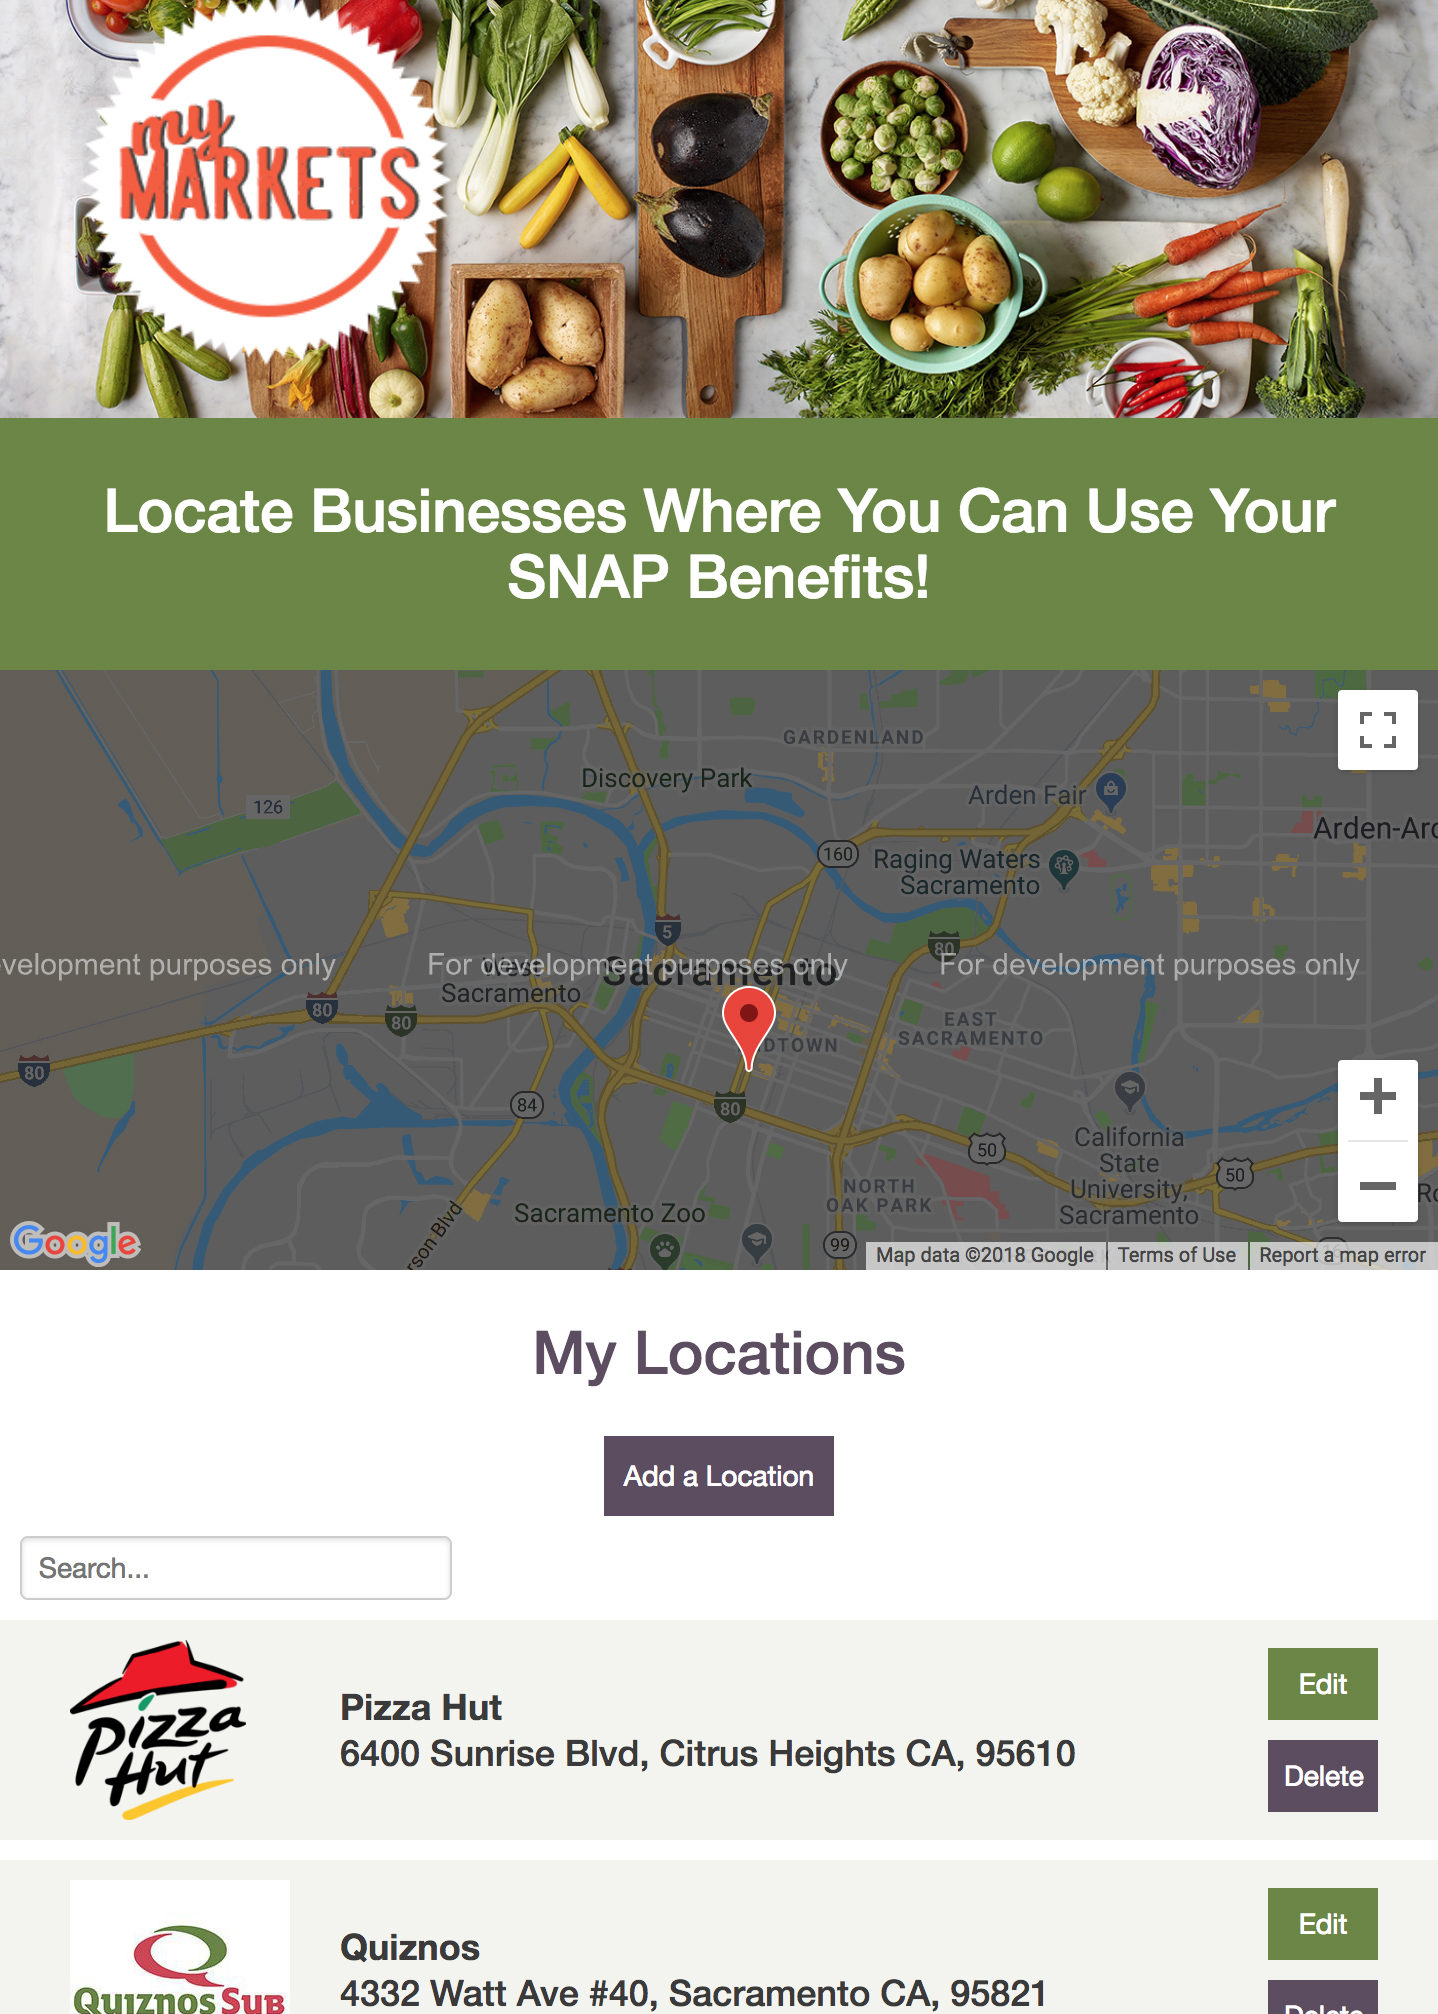 my
MARKETS
Locate Businesses Where You Can Use Your
SNAP Benefits!
GARDENLAND
Discovery Park
126
Arden Fair
Arden-Arc
160
Raging Waters
Sacramento
5
80
velopment purposes only
For development purposes only
For development purposes only
West
Sacramento
Sacramento
80
80
EAST
SACRAMENTO
DTOWN
80
84
80
50
California
State
University,
Sacramento
50
NORTH
OAK PARK
Sacramento Zoo
rson Blvd
99
Google
Map data ©2018 Google
Terms of Use
Report a map error
My Locations
Add a Location
Search...
Pizza Hut
Pizza Hut
6400 Sunrise Blvd, Citrus Heights CA, 95610
Edit
Delete
Quiznos Sub
Quiznos
4332 Watt Ave #40, Sacramento CA, 95821
Edit
Delete